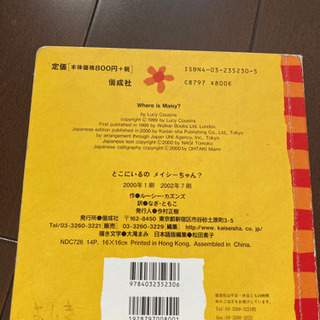 定価[本体価格800円+税]
偕成社
ISBN4-03-235230-5
C8797 ¥800E
Where is Maisy?
by Lucy Cousins
copyright ⓒ 1999 by Lucy Cousins
First published in 1999 by Walker Books Ltd. London
Japanese edition published in 2000 by Kaisei-sha Publishing Co., Ltd., Tokyo
by arrangement through Japan UNI Agency, Inc., Tokyo
Japanese text copyright ⓒ 2000 by NAGI Tomoko
Japanese calligraphy copyright ⓒ 2000 by OHTAKI Mami
どこにいるの メイシーちゃん?
2000年1刷 2002年7刷
作●ルーシー・カズンズ
訳●なぎ・ともこ
発行人●今村正樹
発行所●偕成社 〒162-8450 東京都新宿区市谷砂土原町3-5
Tel/03-3260-3221(販売) 03-3260-3229(編集) http://www.kaiseisha.co.jp/
描き文字●大滝まみ 日本語版編集●松田素子
NDC726 14P. 16×16㎝ Printed in Hong Kong. Assembled in China.
9784032352306
1928797008001